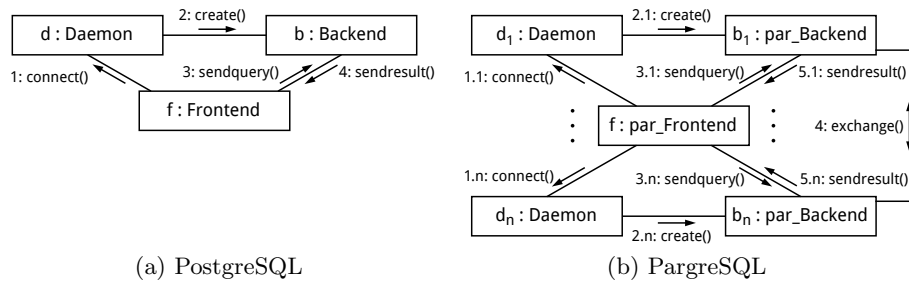 2: create()
d : Daemon
b : Backend
1: connect()
3: sendquery()
4: sendresult()
f : Frontend
(a) PostgreSQL
2.1: create()
d1 : Daemon
b1 : par_Backend
1.1: connect()
3.1: sendquery()
5.1: sendresult()
f : par_Frontend
4: exchange()
1.n: connect()
3.n: sendquery()
5.n: sendresult()
dn : Daemon
bn : par_Backend
2.n: create()
(b) PargreSQL